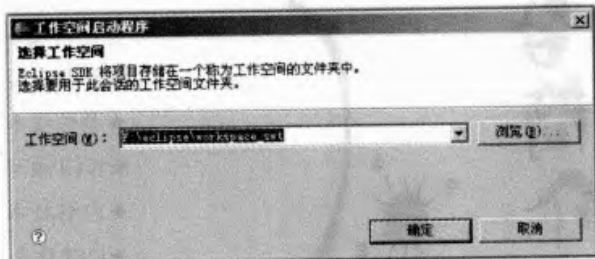 工作空间启动程序
选择工作空间
Eclipse SDK 将项目存储在一个称为工作空间的文件夹中。
选择要用于此会话的工作空间文件夹。
工作空间(W)： \eclipse\workspace 浏览(B)...
确定 取消